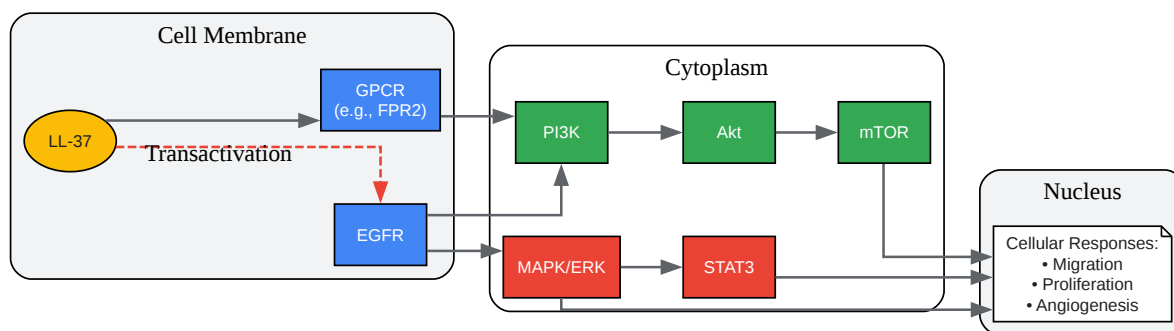 Cell Membrane
LL-37
GPCR
(e.g., FPR2)
Transactivation
EGFR
Cytoplasm
PI3K
Akt
mTOR
MAPK/ERK
STAT3
Nucleus
Cellular Responses:
• Migration
• Proliferation
• Angiogenesis